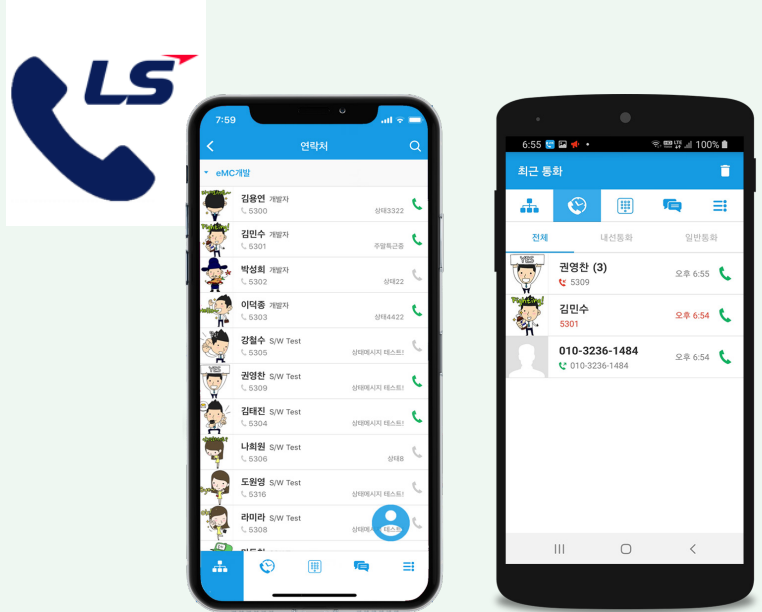 LS
7:59
연락처
eMC개발
김용연 개발자
5300
상태3322
김민수 개발자
5301
주말특근중
박성희 개발자
5302
상태22
이덕종 개발자
5303
상태4422
강철수 S/W Test
5305
상태메시지 테스트!
권영찬 S/W Test
5309
상태메시지 테스트!
김태진 S/W Test
5304
상태메시지 테스트!
나희원 S/W Test
5306
상태8
도원영 S/W Test
5316
상태메시지 테스트!
라미라 S/W Test
5308
6:55
100%
최근 통화
전체
내선통화
일반통화
YES
권영찬 (3)
5309
오후 6:55
Fighting!
김민수
5301
오후 6:54
010-3236-1484
010-3236-1484
오후 6:54